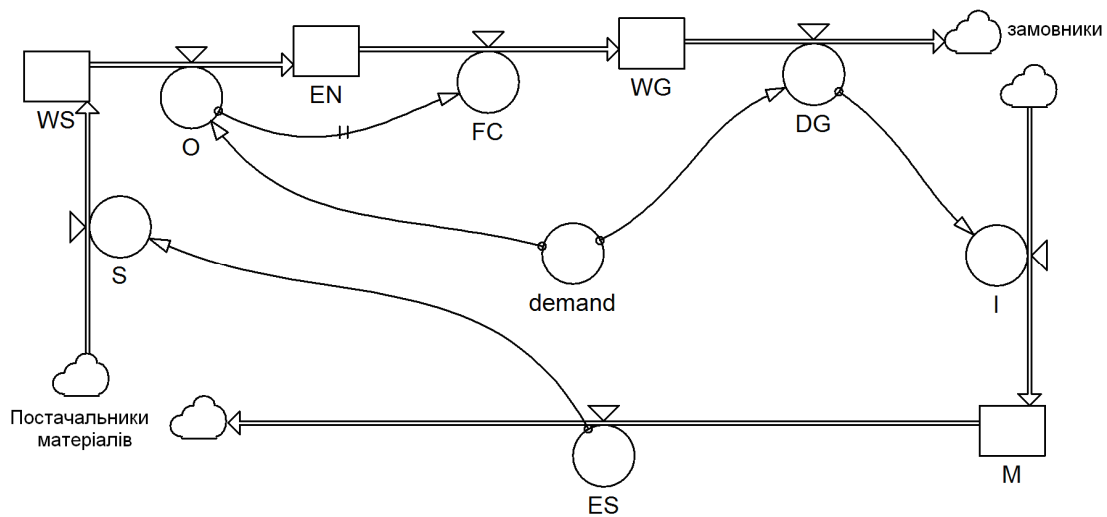 замовники
EN
WG
WS
FC
DG
O
S
demand
I
Постачальники
матеріалів
M
ES